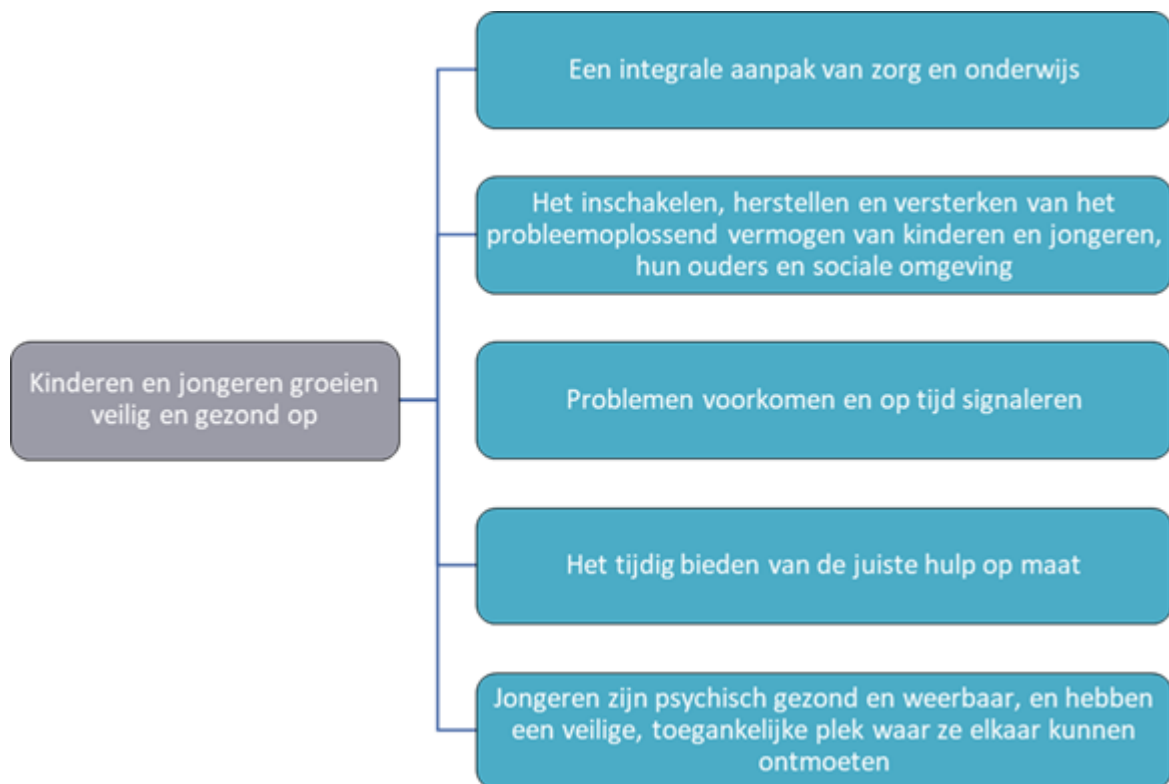 Een integrale aanpak van zorg en onderwijs
Het inschakelen, herstellen en versterken van het
probleemoplossend vermogen van kinderen en jongeren,
hun ouders en sociale omgeving
Kinderen en jongeren groeien
veilig en gezond op
Problemen voorkomen en op tijd signaleren
Het tijdig bieden van de juiste hulp op maat
Jongeren zijn psychisch gezond en weerbaar, en hebben
een veilige, toegankelijke plek waar ze elkaar kunnen
ontmoeten